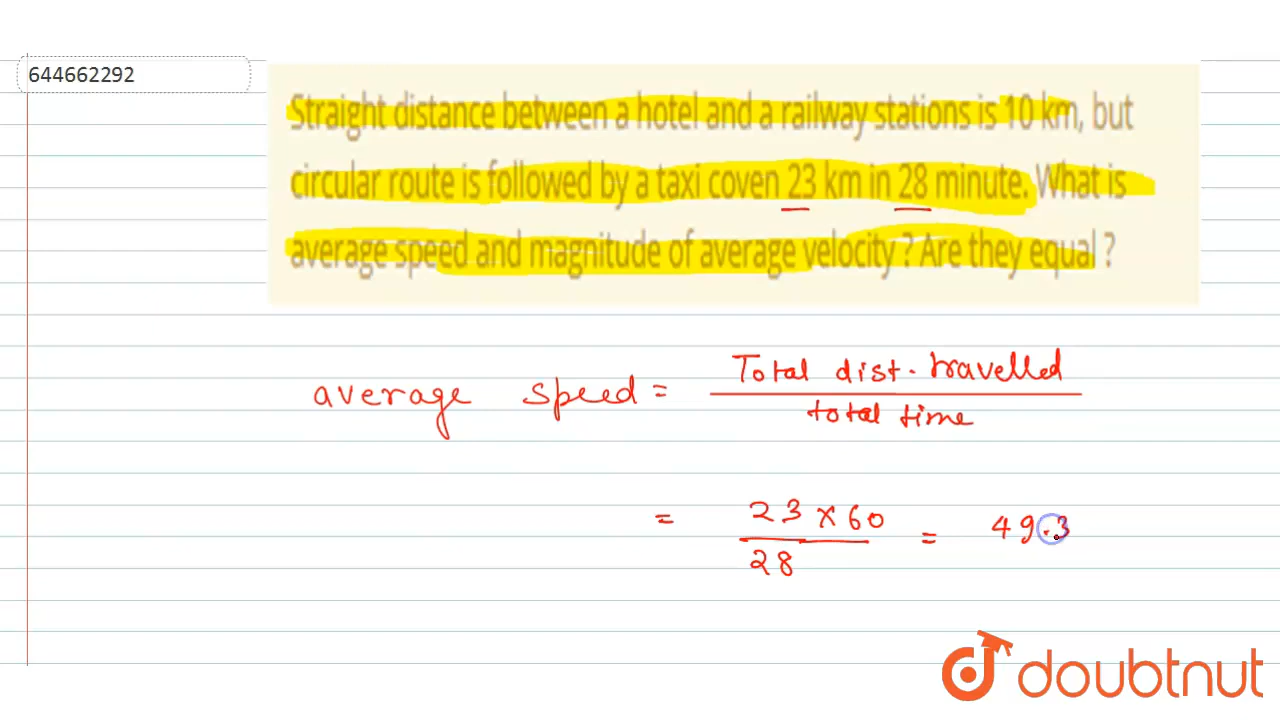 644662292
Straight distance between a hotel and a railway stations is 10 km, but
circular route is followed by a taxi coven 23 km in 28 minute. What is
average speed and magnitude of average velocity ? Are they equal ?
average speed = Total dist. travelled
total time
= 23 x 60 = 49.3
28
doubtnut